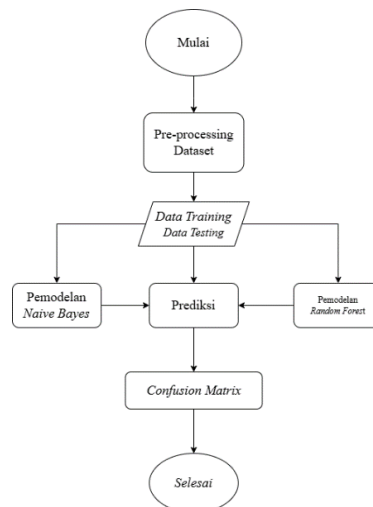 Mulai
Pre-processing
Dataset
Data Training
Data Testing
Pemodelan
Naive Bayes
Prediksi
Pemodelan
Random Forest
Confusion Matrix
Selesai